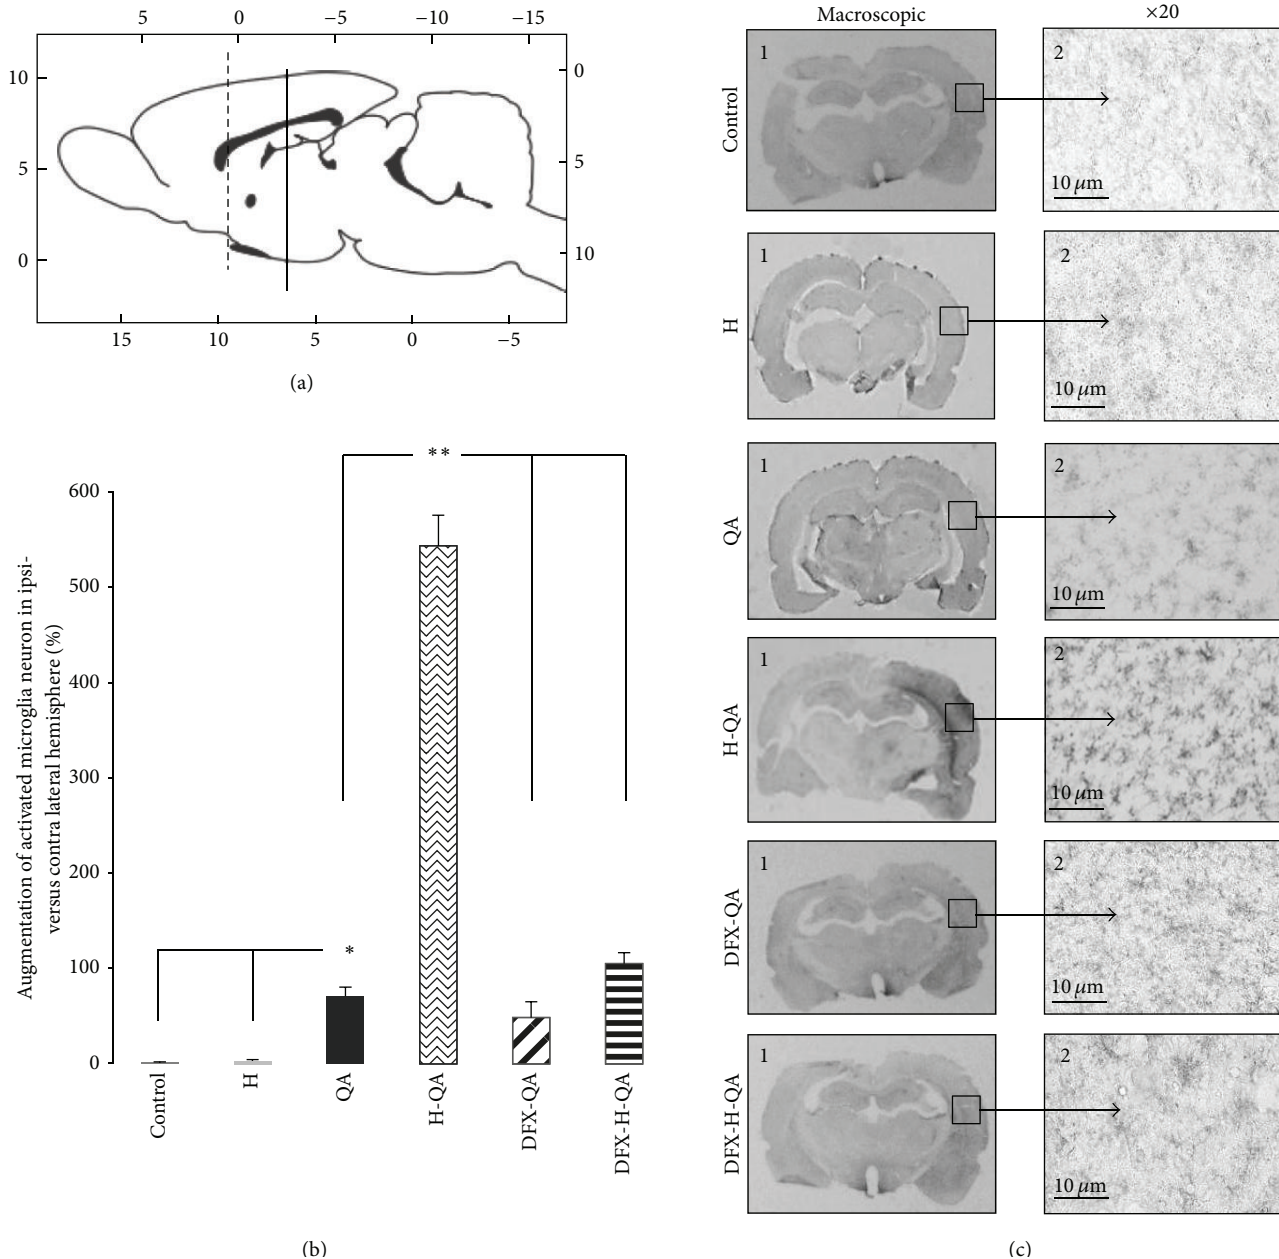 5 0 −5 −10 −15
10
5
0
0
5
10
15 10 5 0 −5
(a)
Augmentation of activated microglia neuron in ipsi-
versus contra lateral hemisphere (%)
600
500
400
300
200
100
0
**
*
Control
H
QA
H-QA
DFX-QA
DFX-H-QA
(b)
Macroscopic ×20
Control
1
2
10 μm
H
1
2
10 μm
QA
1
2
10 μm
H-QA
1
2
10 μm
DFX-QA
1
2
10 μm
DFX-H-QA
1
2
10 μm
(c)